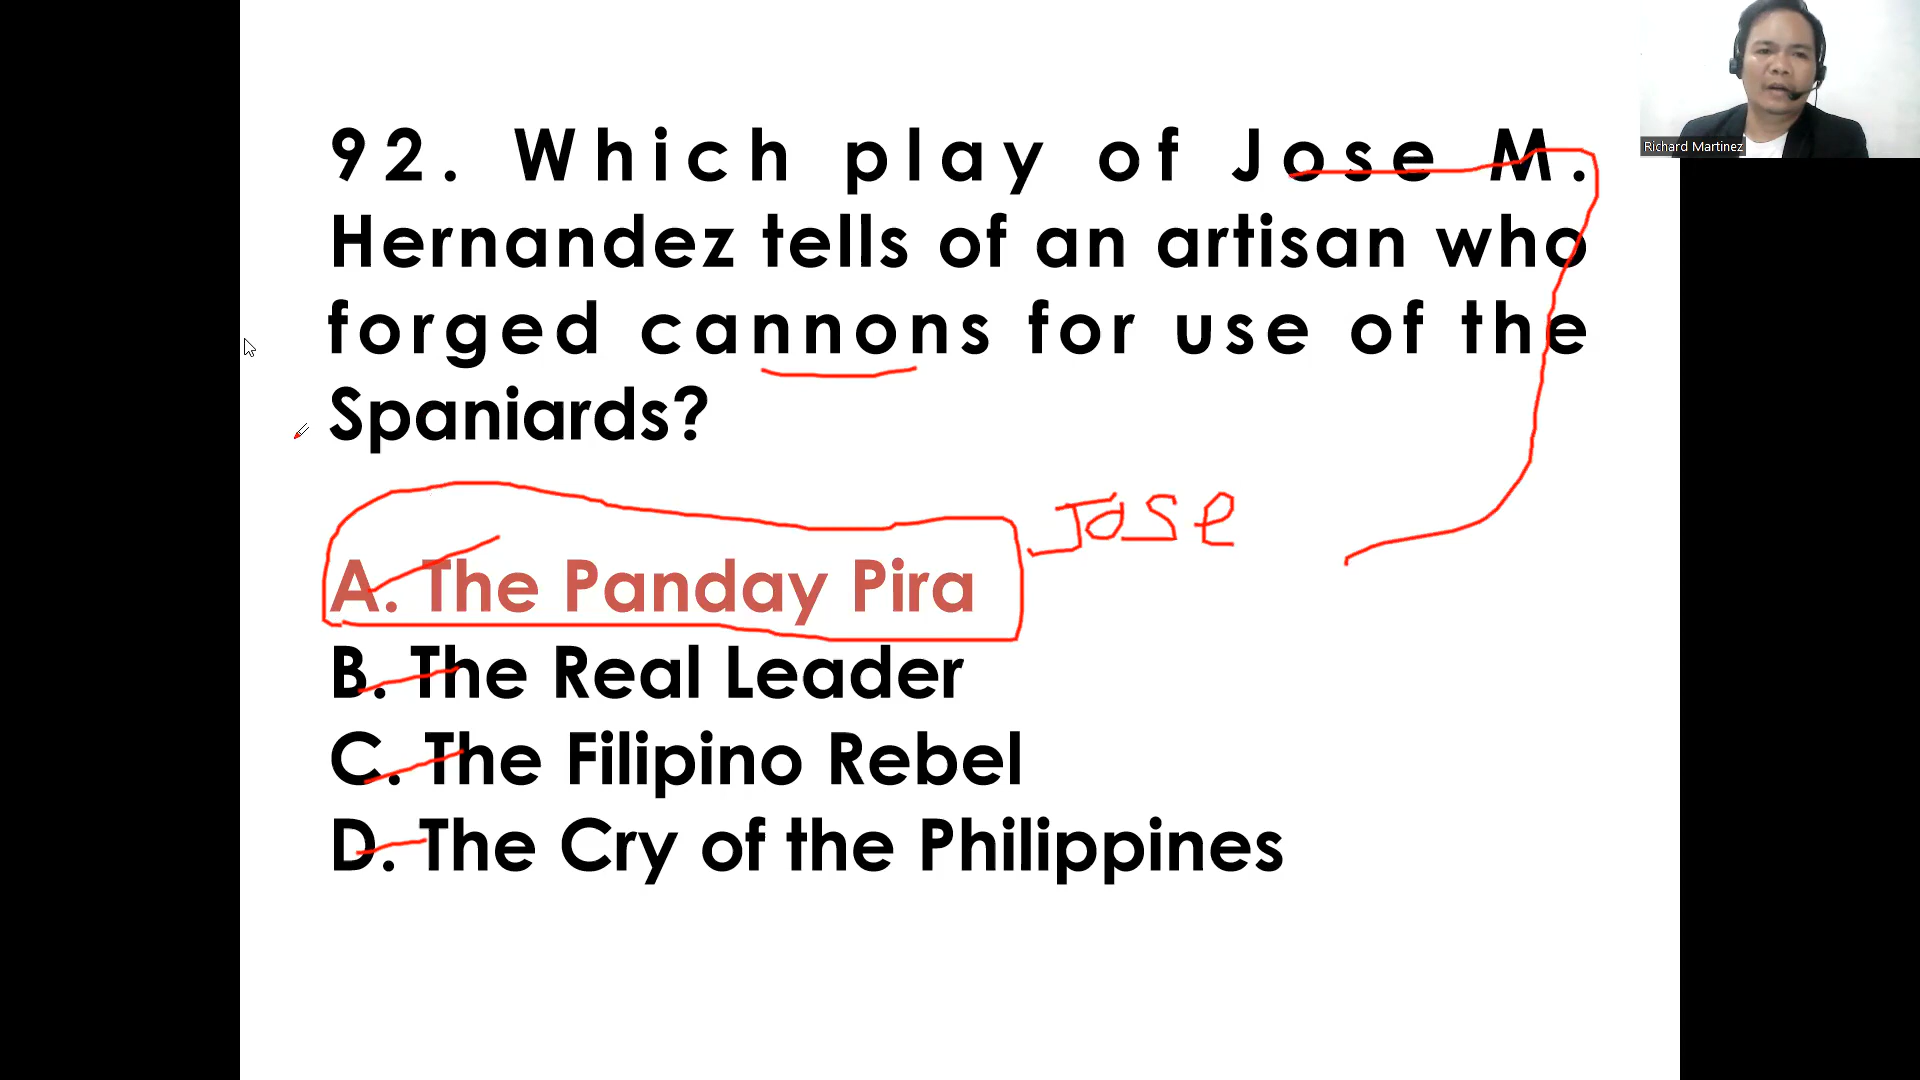 92. Which play of Jose M.
Hernandez tells of an artisan who
forged cannons for use of the
Spaniards?
Jose
A. The Panday Pira
B. The Real Leader
C. The Filipino Rebel
D. The Cry of the Philippines
Richard Martinez